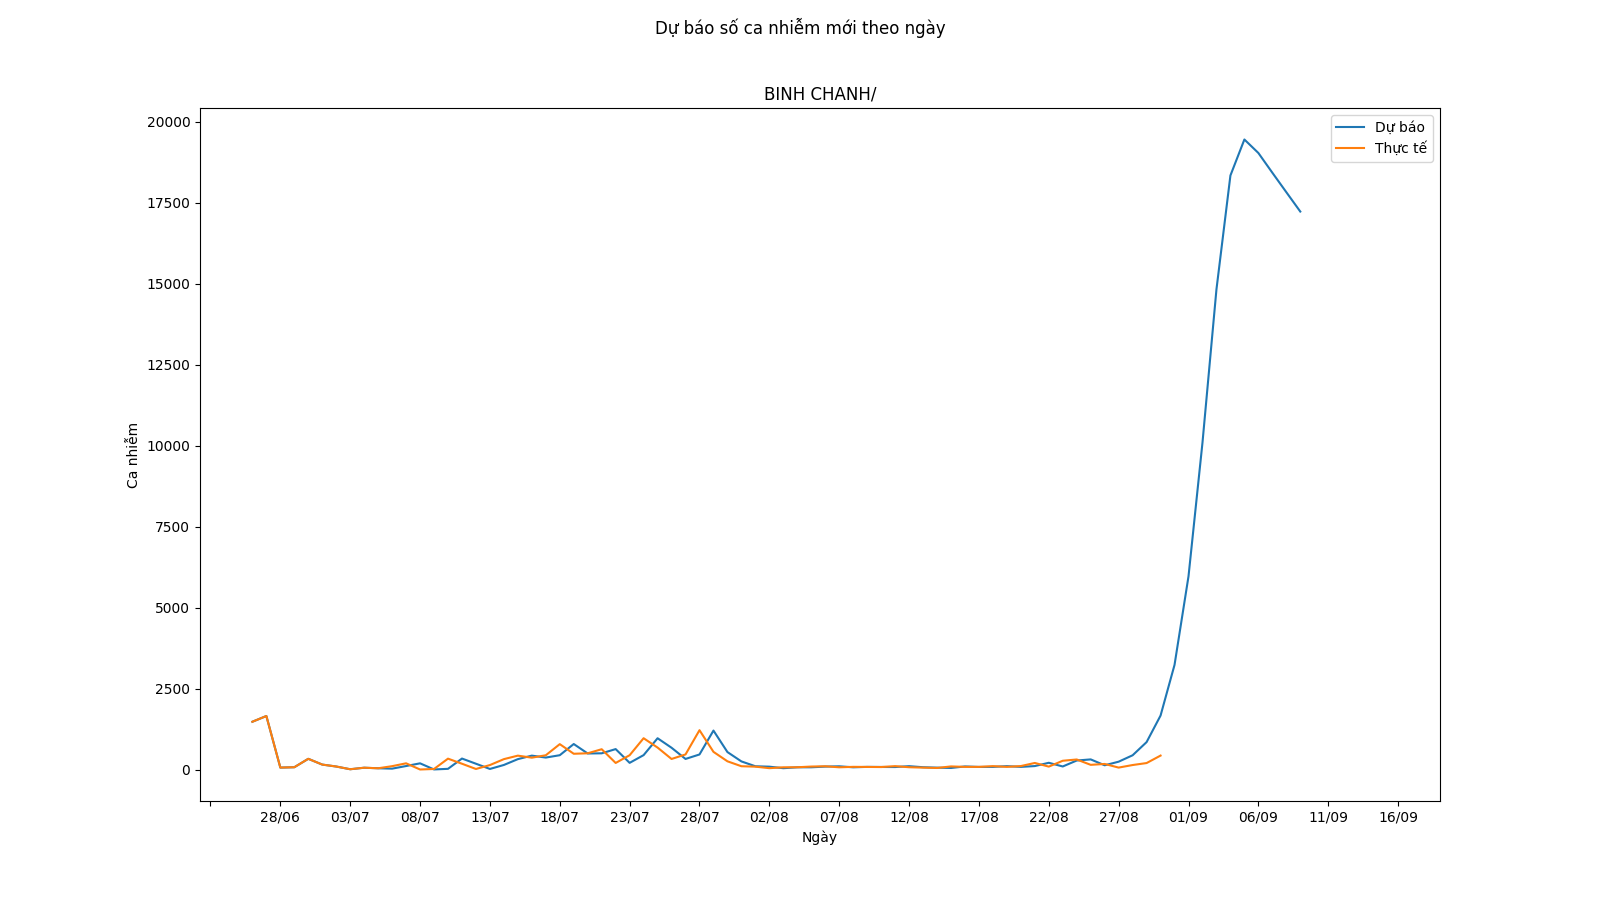 Dự báo số ca nhiễm mới theo ngày
BINH CHANH/
Dự báo
Thực tế
20000
17500
15000
12500
10000
7500
5000
2500
0
Ca nhiễm
28/06 03/07 08/07 13/07 18/07 23/07 28/07 02/08 07/08 12/08 17/08 22/08 27/08 01/09 06/09 11/09 16/09
Ngày